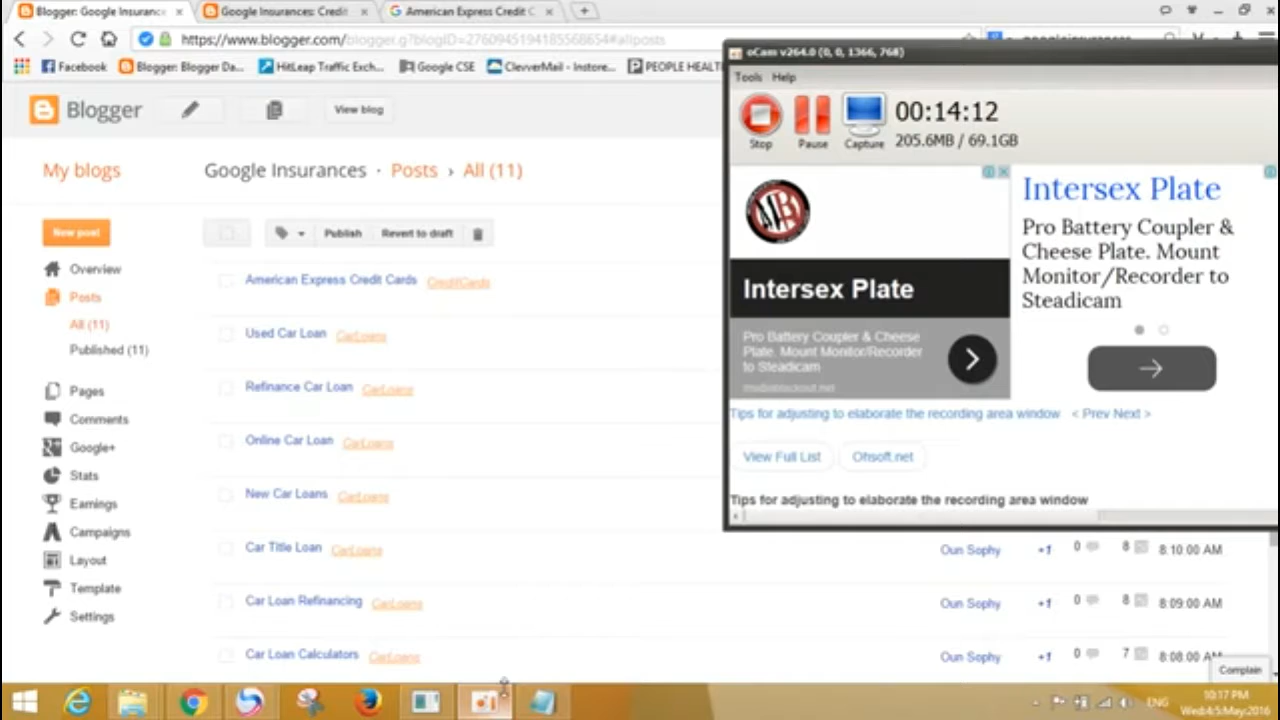 Blogger: Google Insuranc
Google Insurances: Credit
American Express Credit C
https://www.blogger.com/blogger.g?blogID=2760945194185568654#allposts
Facebook
Blogger: Blogger Da...
HitLeap Traffic Exch...
Google CSE
ClevverMail - Instore...
PEOPLE HEALT
oCam v264.0 (0, 0, 1366, 768)
Tools Help
00:14:12
205.6MB / 69.1GB
Stop
Pause
Capture
Blogger
View blog
My blogs
Google Insurances · Posts › All (11)
New post
Publish
Revert to draft
Overview
Posts
All (11)
Published (11)
Pages
Comments
Google+
Stats
Earnings
Campaigns
Layout
Template
Settings
American Express Credit Cards CreditCards
Used Car Loan CarLoans
Refinance Car Loan CarLoans
Online Car Loan CarLoans
New Car Loans CarLoans
Car Title Loan CarLoans
Oun Sophy +1 0 8 8:10:00 AM
Car Loan Refinancing CarLoans
Oun Sophy +1 0 8 8:09:00 AM
Car Loan Calculators CarLoans
Oun Sophy +1 0 7 8:08:00 AM
Intersex Plate
Pro Battery Coupler & Cheese
Plate. Mount Monitor/Recorder
to Steadicam
Intersex Plate
Pro Battery Coupler &
Cheese Plate. Mount
Monitor/Recorder to
Steadicam
Tips for adjusting to elaborate the recording area window < Prev Next >
View Full List
Ohsoft.net
Tips for adjusting to elaborate the recording area window
Complain
ENG
10:17 PM
Wed:4:5:May:2016